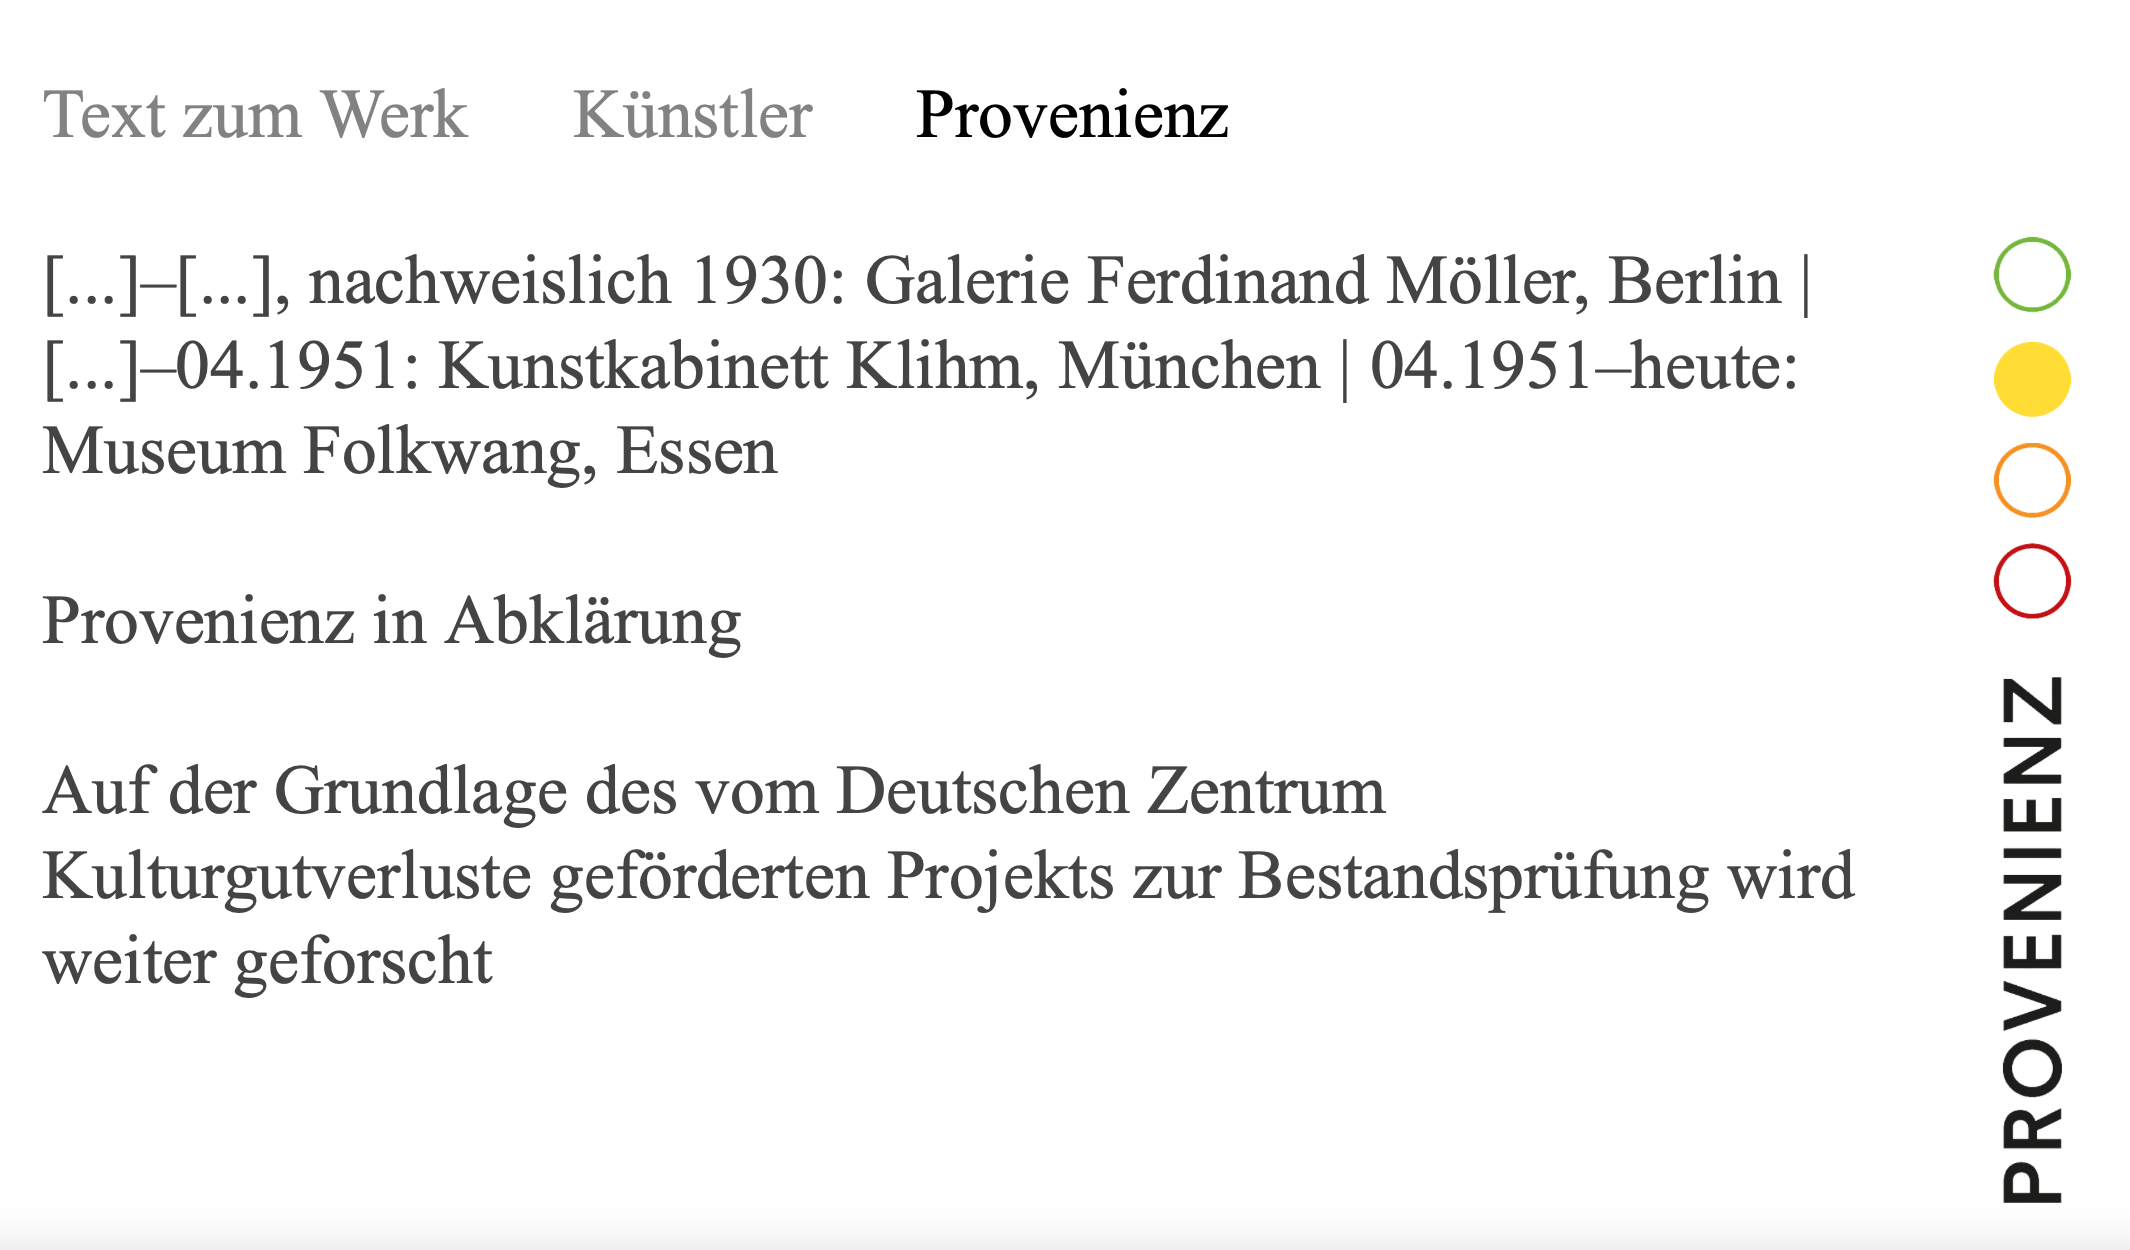 Text zum Werk Künstler Provenienz
[...]–[...], nachweislich 1930: Galerie Ferdinand Möller, Berlin |
[...]–04.1951: Kunstkabinett Klihm, München | 04.1951–heute:
Museum Folkwang, Essen
Provenienz in Abklärung
Auf der Grundlage des vom Deutschen Zentrum
Kulturgutverluste geförderten Projekts zur Bestandsprüfung wird
weiter geforscht
PROVENIENZ